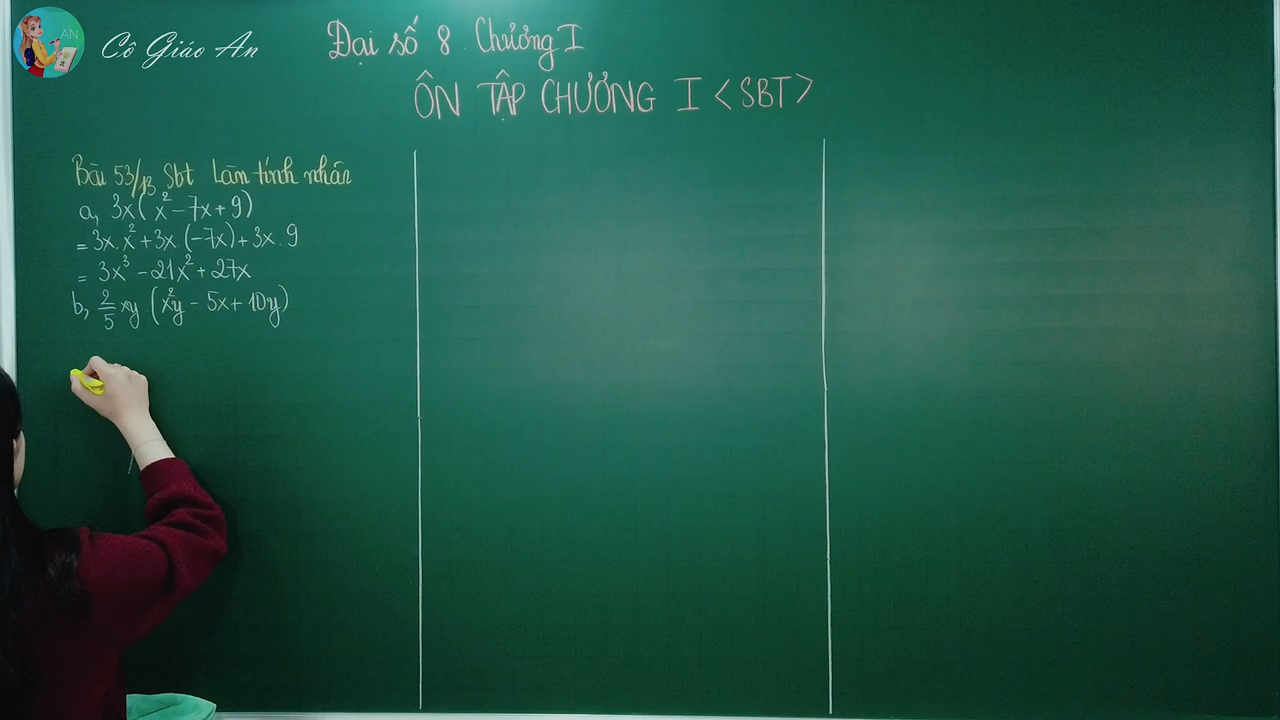 AN
Cô Giáo An
Đại số 8 Chương I
ÔN TẬP CHƯƠNG I <SBT>
Bài 53/13 Sbt Làm tính nhân
a, 3x(x²-7x+9)
= 3x.x²+3x.(-7x)+3x.9
= 3x³-21x²+27x
b, 2/5 xy (x²y - 5x+10y)